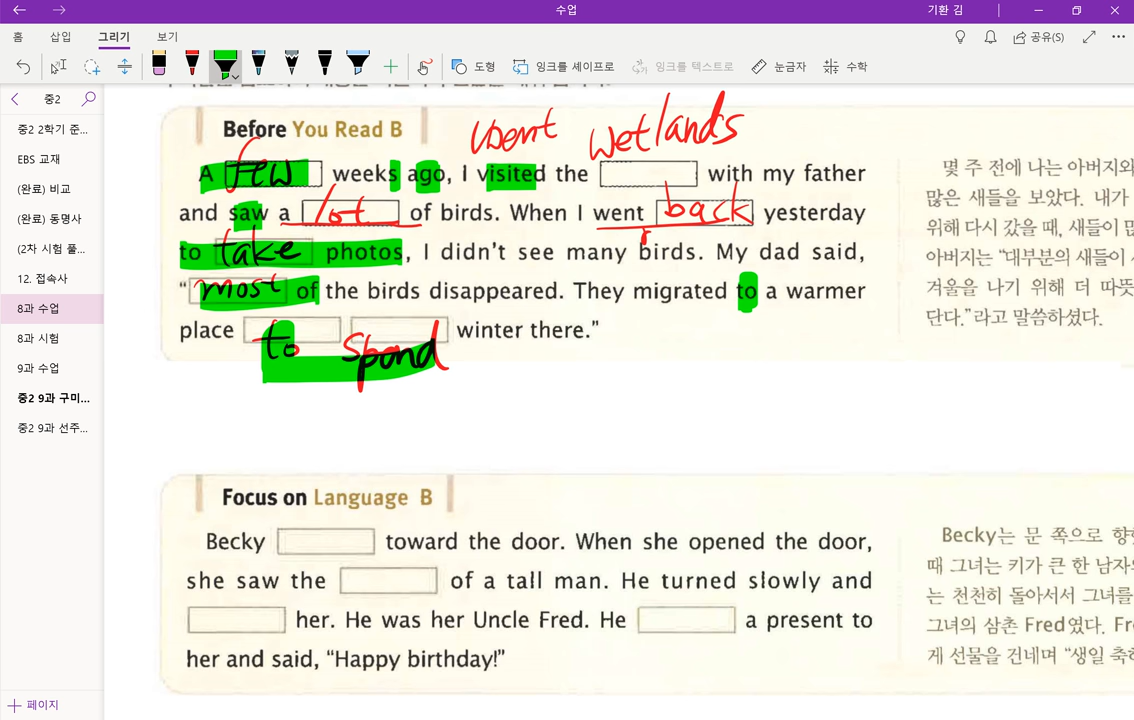 수업
기환 김
홈 삽입 그리기 보기
공유(S)
도형 잉크를 셰이프로 잉크를 텍스트로 눈금자 수학
중2
중2 2학기 준...
EBS 교재
(완료) 비교
(완료) 동명사
(2차 시험 풀...
12. 접속사
8과 수업
8과 시험
9과 수업
중2 9과 구미...
중2 9과 선주...
페이지
Before You Read B
went wetlands
A few weeks ago, I visited the with my father
and saw a lot of birds. When I went back yesterday
to take photos, I didn't see many birds. My dad said,
"most of the birds disappeared. They migrated to a warmer
place to spend winter there."
몇 주 전에 나는 아버지와
많은 새들을 보았다. 내가
위해 다시 갔을 때, 새들이 많
아버지는 "대부분의 새들이 사
겨울을 나기 위해 더 따뜻
단다."라고 말씀하셨다.
Focus on Language B
Becky toward the door. When she opened the door,
she saw the of a tall man. He turned slowly and
her. He was her Uncle Fred. He a present to
her and said, "Happy birthday!"
Becky는 문 쪽으로 향
때 그녀는 키가 큰 한 남자
는 천천히 돌아서서 그녀를
그녀의 삼촌 Fred였다. Fr
게 선물을 건네며 "생일 축하